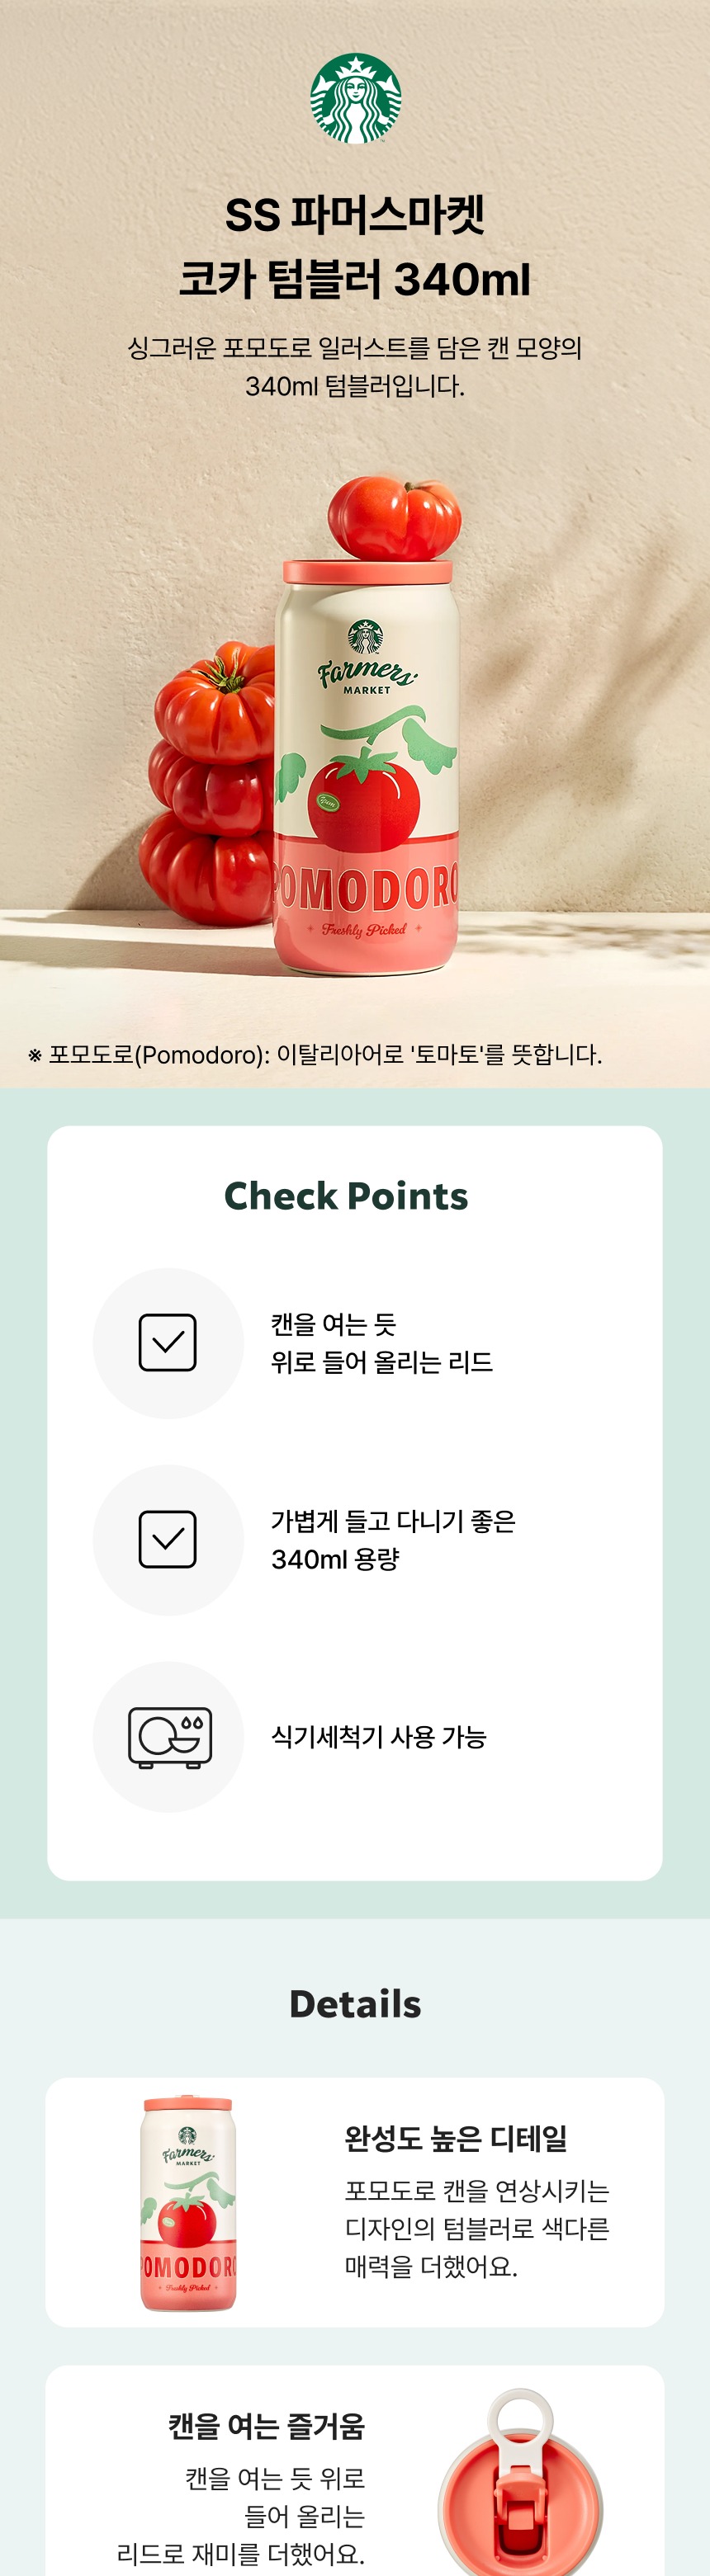 SS 파머스마켓
코카 텀블러 340ml
싱그러운 포모도로 일러스트를 담은 캔 모양의
340ml 텀블러입니다.
Farmers'
MARKET
POMODORO
Freshly Picked
※ 포모도로(Pomodoro): 이탈리아어로 '토마토'를 뜻합니다.
Check Points
캔을 여는 듯
위로 들어 올리는 리드
가볍게 들고 다니기 좋은
340ml 용량
식기세척기 사용 가능
Details
Farmers'
MARKET
POMODORO
Freshly Picked
완성도 높은 디테일
포모도로 캔을 연상시키는
디자인의 텀블러로 색다른
매력을 더했어요.
캔을 여는 즐거움
캔을 여는 듯 위로
들어 올리는
리드로 재미를 더했어요.